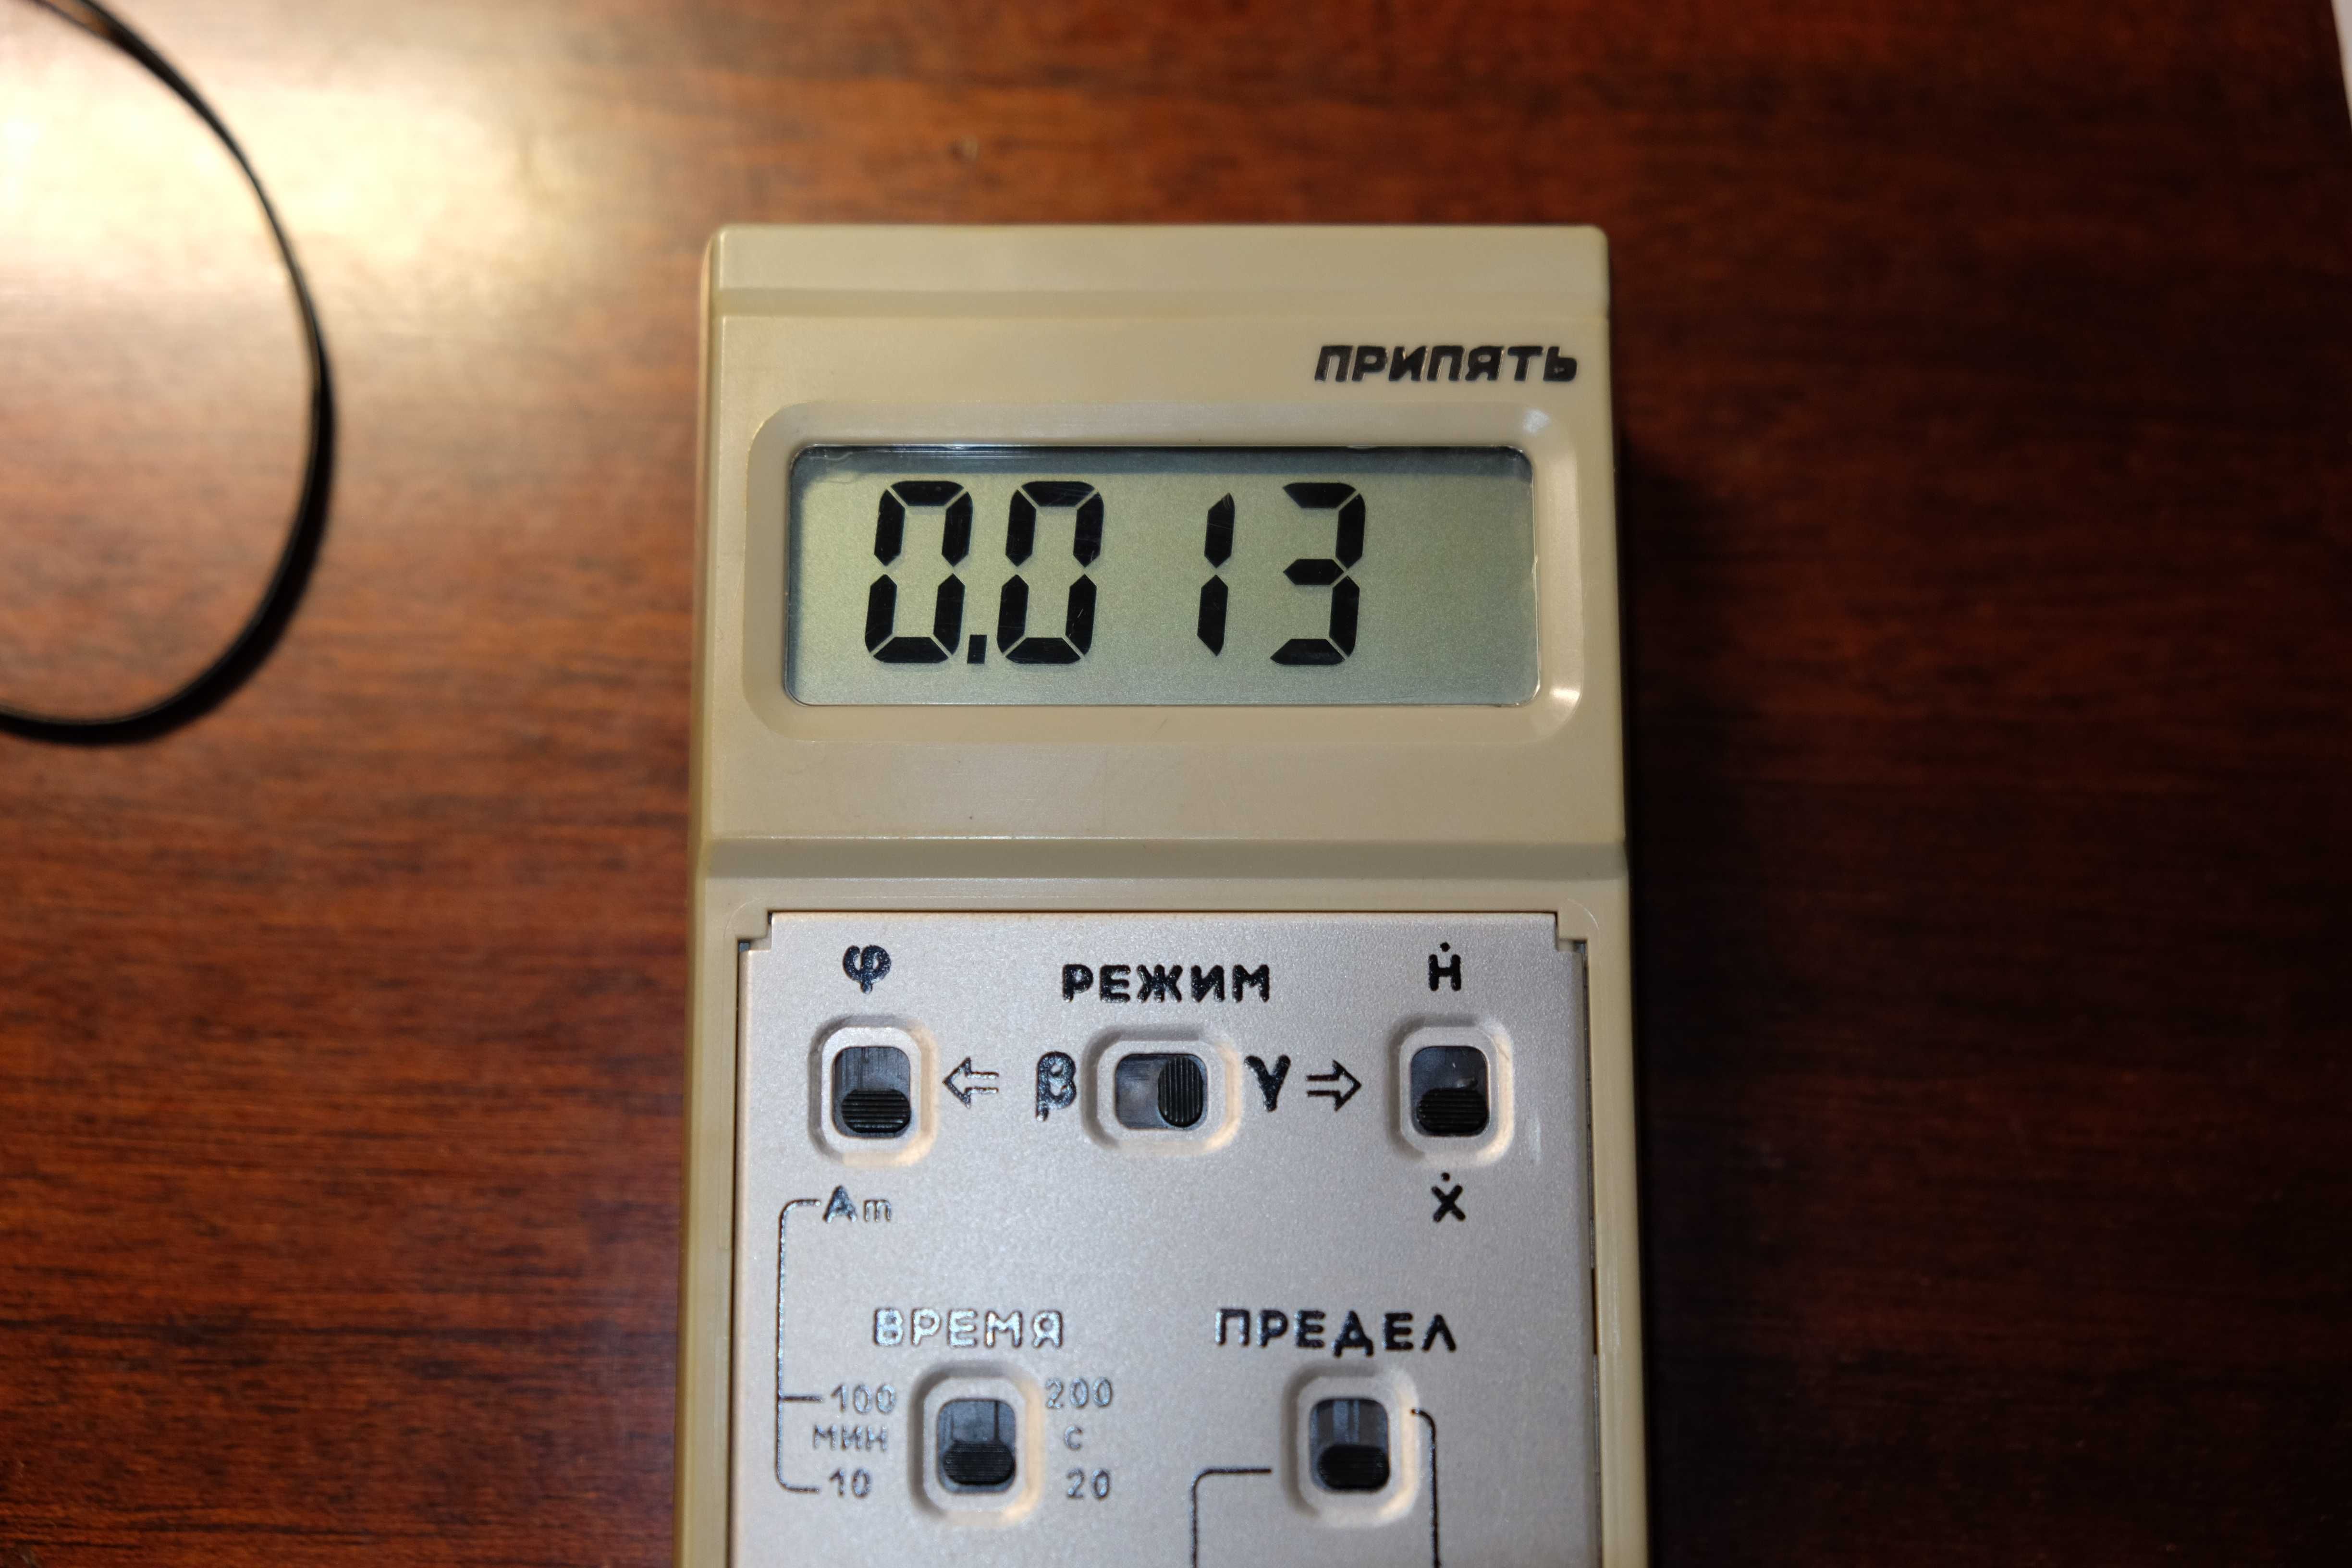 ПРИПЯТЬ
0.013
φ РЕЖИМ Ḣ
⇐ β γ ⇒
Am Ẋ
ВРЕМЯ ПРЕДЕЛ
100 200
МИН с
10 20